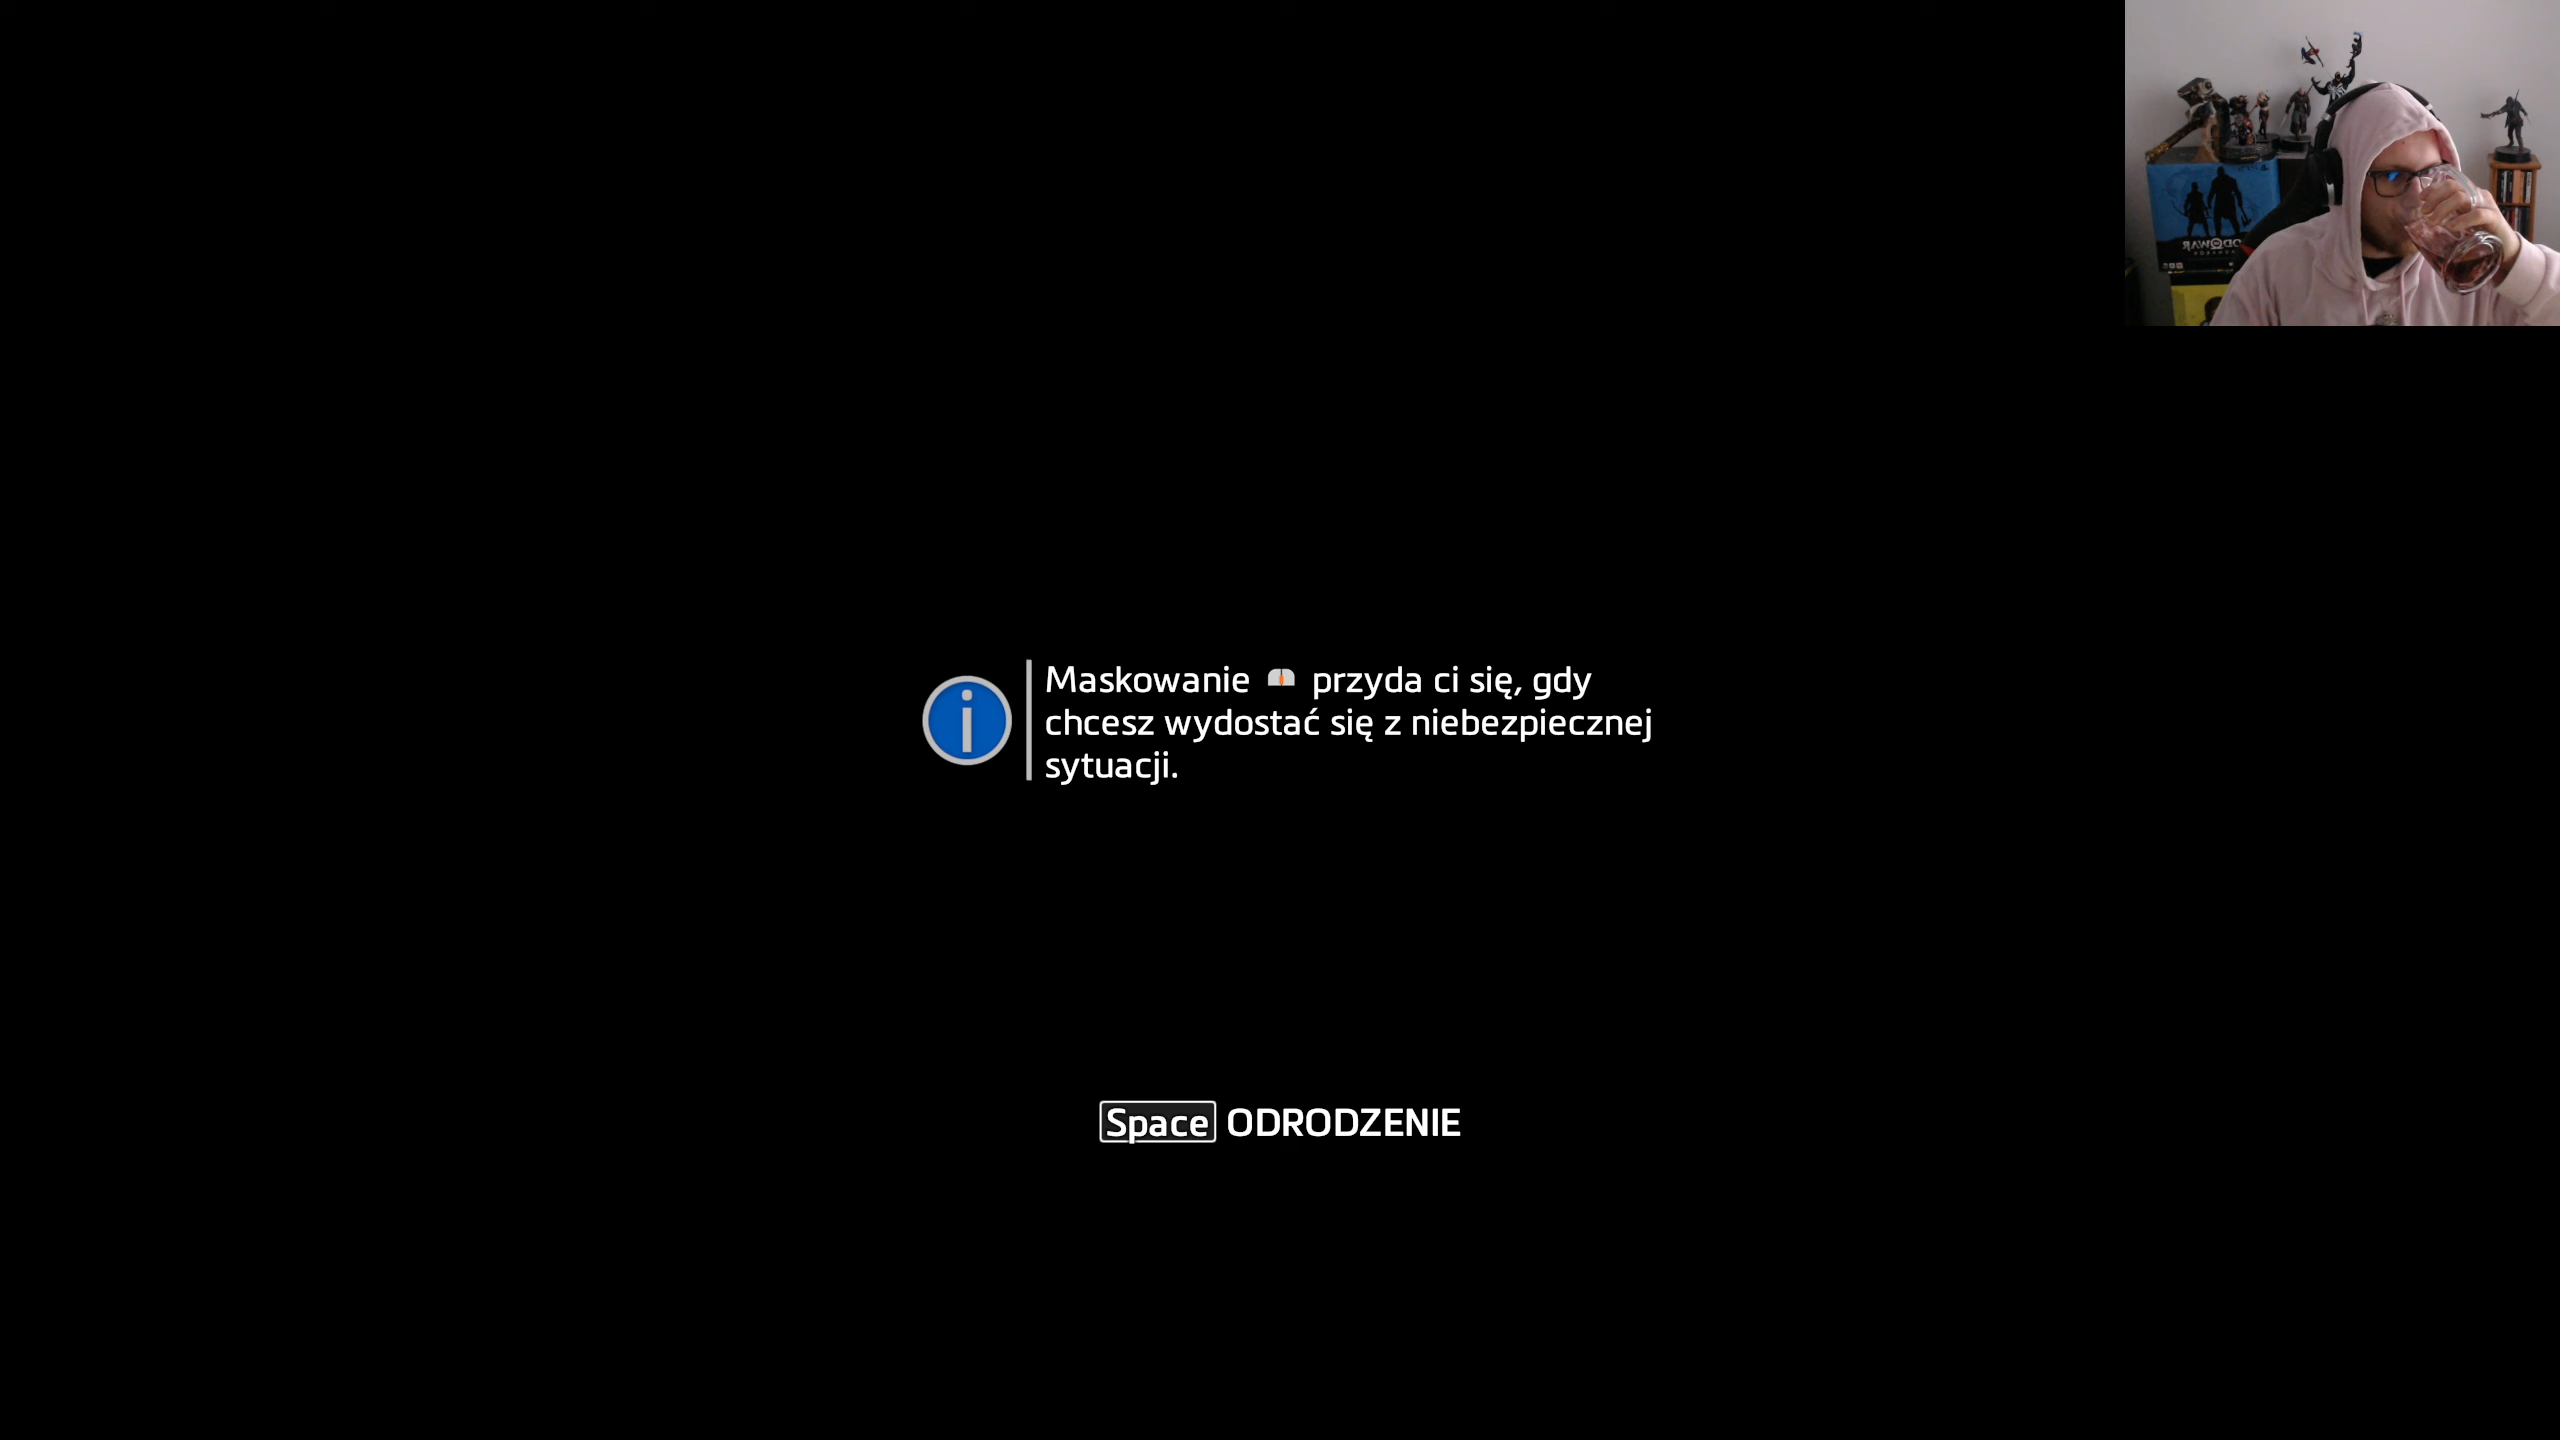 Maskowanie przyda ci się, gdy
chcesz wydostać się z niebezpiecznej
sytuacji.
Space ODRODZENIE